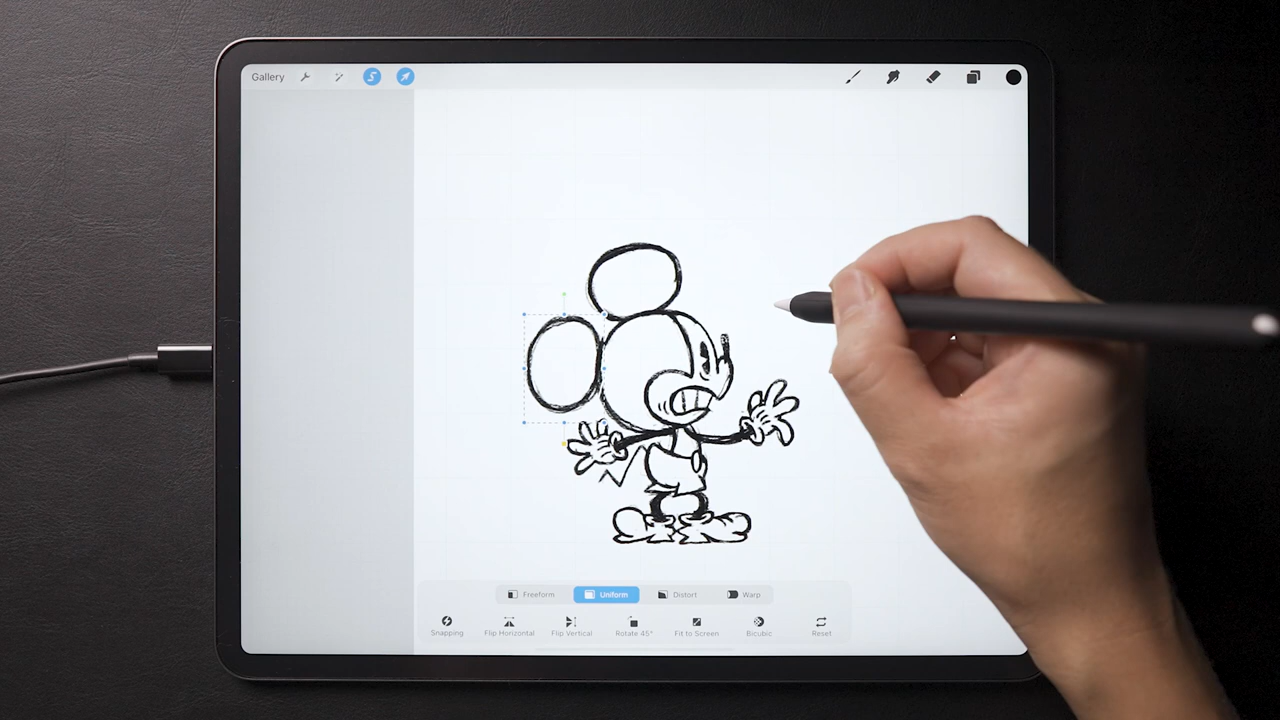 Gallery
Freeform Uniform Distort Warp
Snapping Flip Horizontal Flip Vertical Rotate 45° Fit to Screen Bicubic Reset